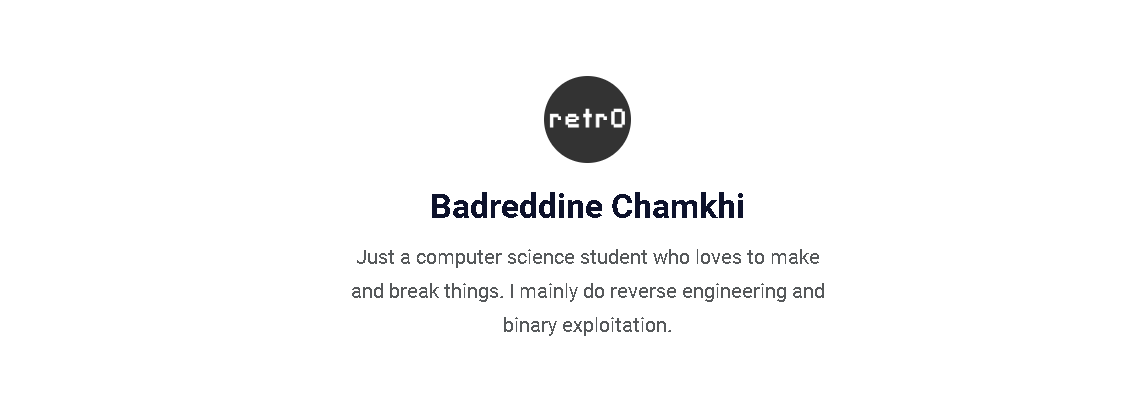 retr0
Badreddine Chamkhi
Just a computer science student who loves to make
and break things. I mainly do reverse engineering and
binary exploitation.